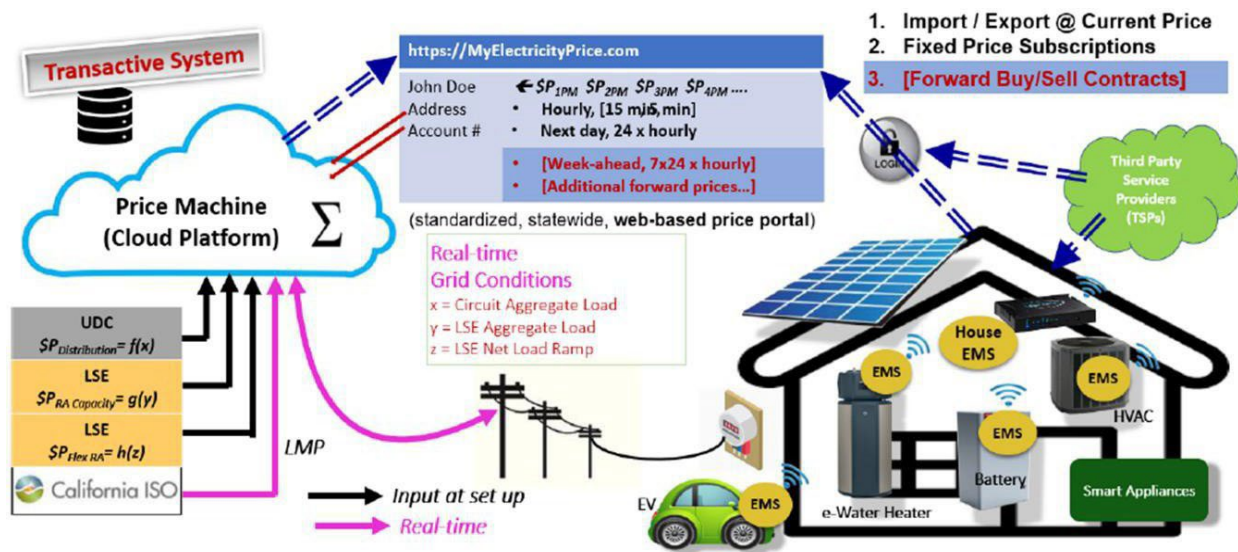 Transactive System
https://MyElectricityPrice.com
John Doe
Address
Account #
$P1PM $P2PM $P3PM $P4PM ....
• Hourly, [15 min, 5 min]
• Next day, 24 x hourly
• [Week-ahead, 7x24 x hourly]
• [Additional forward prices...]
(standardized, statewide, web-based price portal)
1. Import / Export @ Current Price
2. Fixed Price Subscriptions
3. [Forward Buy/Sell Contracts]
LOGIN
Third Party
Service
Providers
(TSPs)
Price Machine
(Cloud Platform)
Σ
Real-time
Grid Conditions
x = Circuit Aggregate Load
y = LSE Aggregate Load
z = LSE Net Load Ramp
UDC
$PDistribution= f(x)
LSE
$PRA Capacity= g(y)
LSE
$PFlex RA= h(z)
California ISO
LMP
Input at set up
Real-time
House
EMS
EMS
EMS
HVAC
EMS
Battery
e-Water Heater
EV
EMS
Smart Appliances